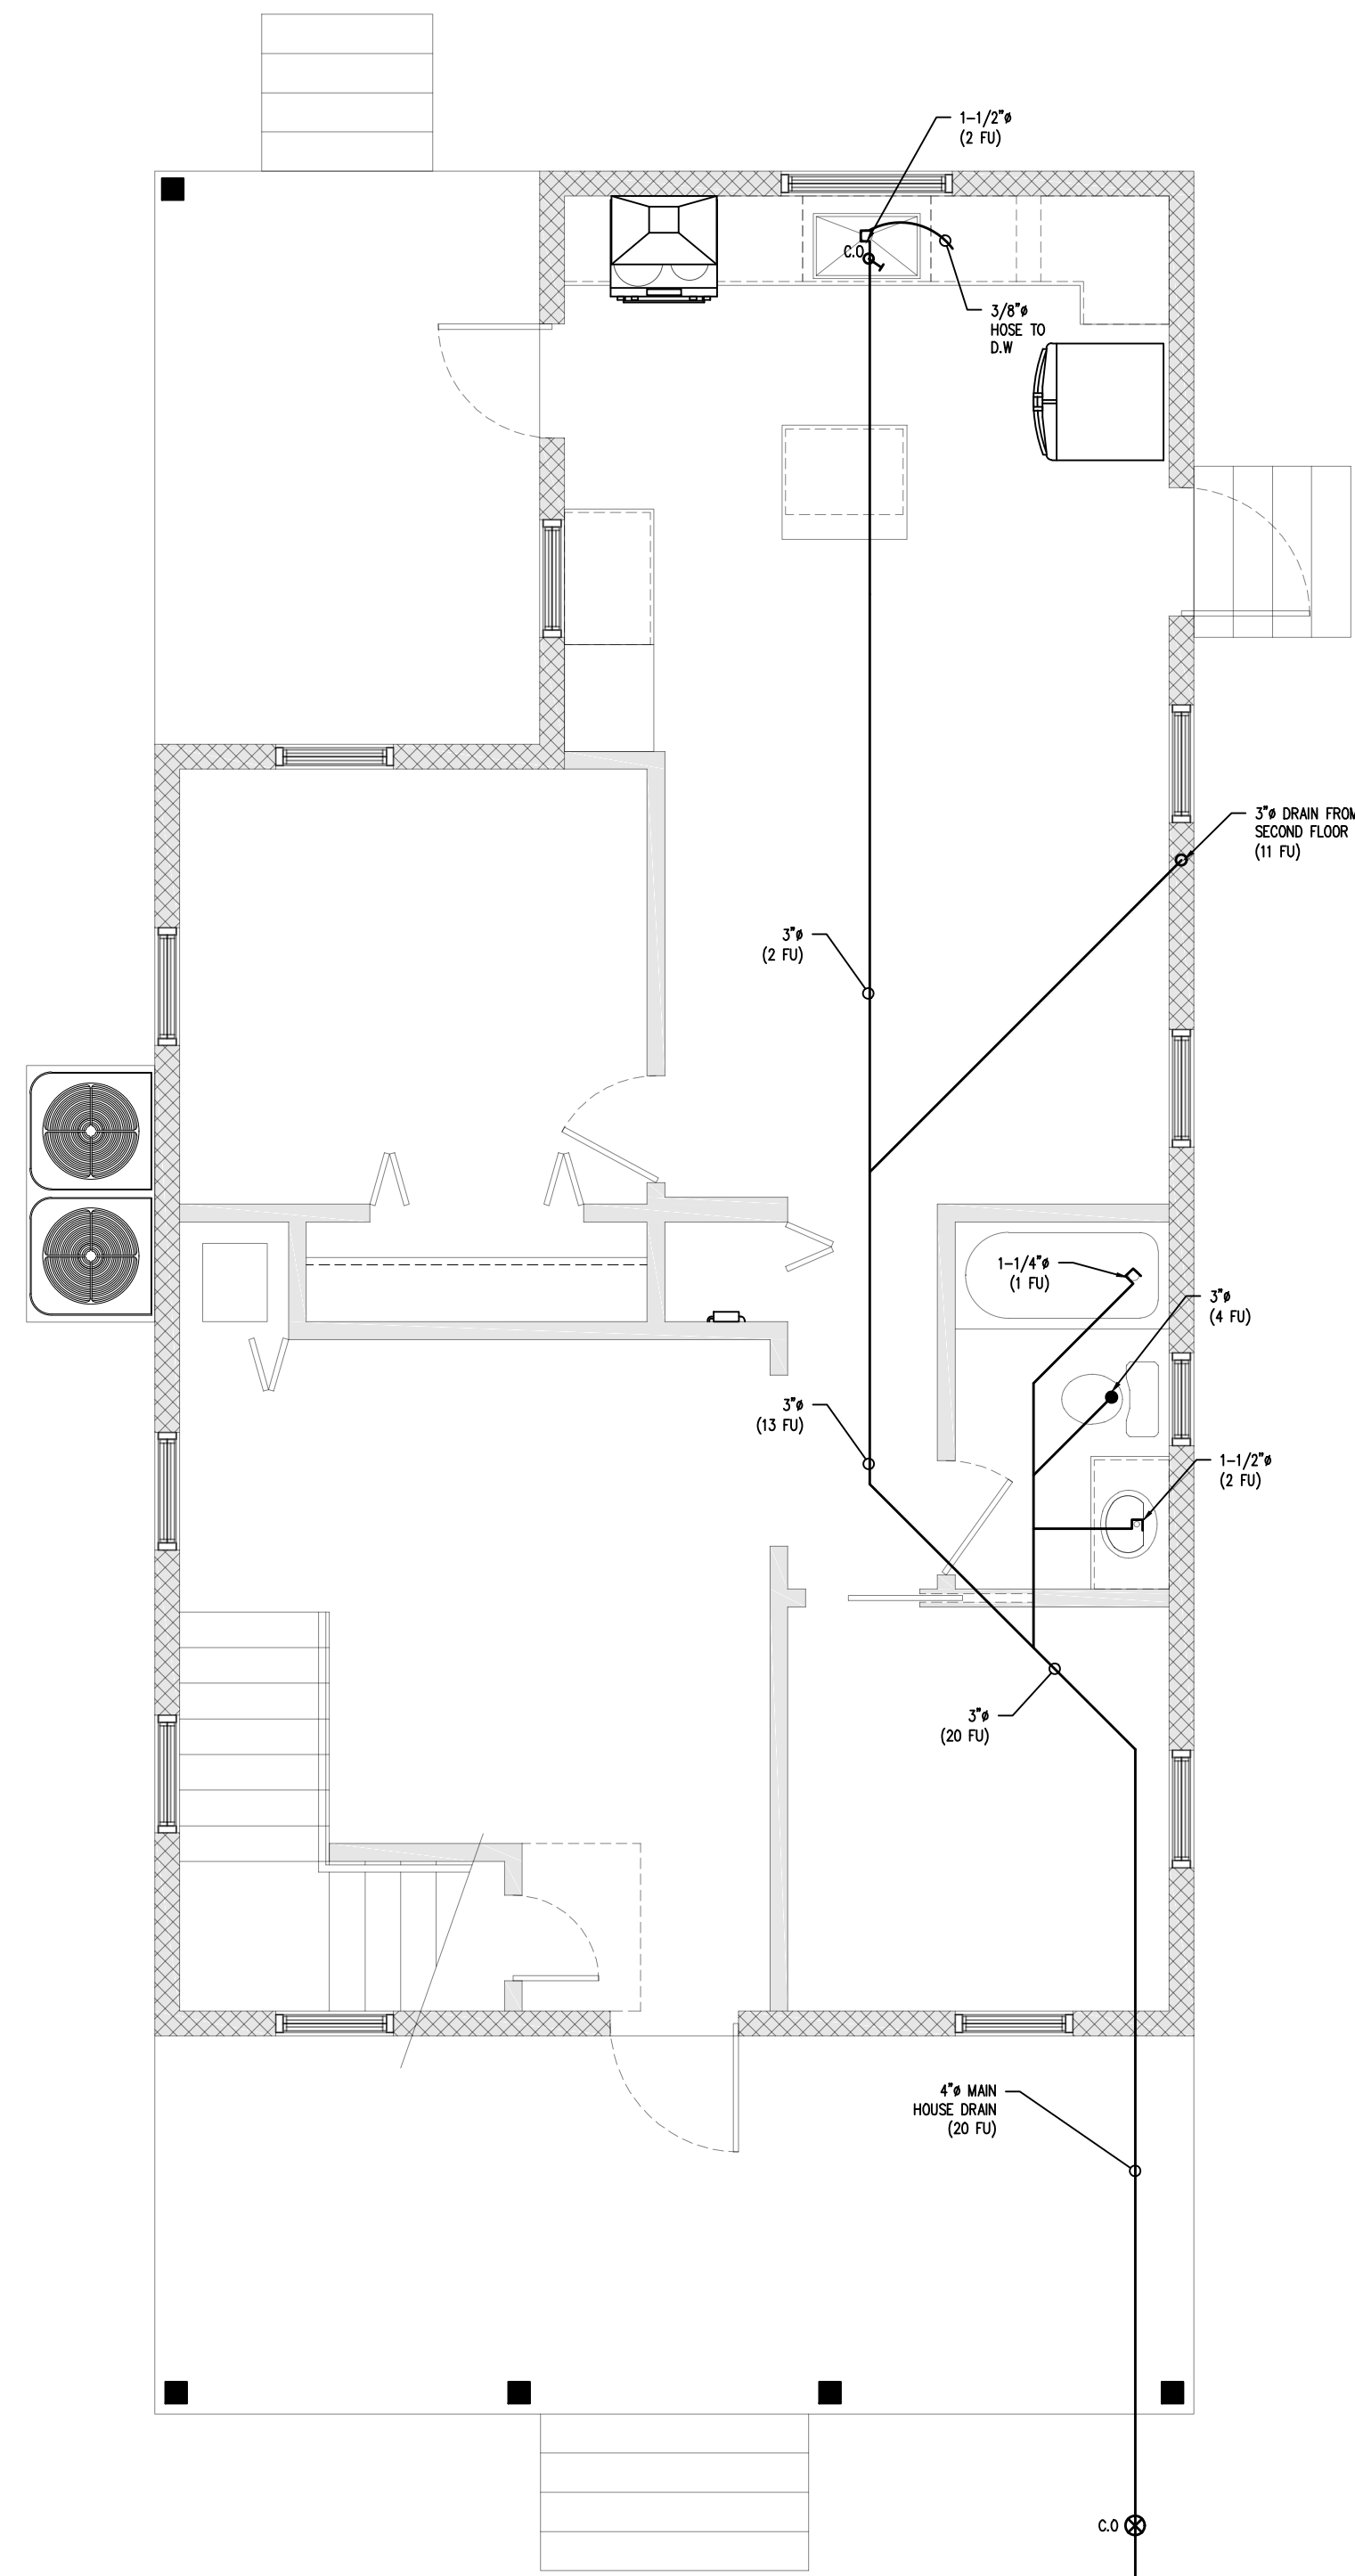 1-1/2"ø
(2 FU)
C.O
3/8"ø
HOSE TO
D.W
3"ø DRAIN FROM
SECOND FLOOR
(11 FU)
3"ø
(2 FU)
1-1/4"ø
(1 FU)
3"ø
(4 FU)
3"ø
(13 FU)
1-1/2"ø
(2 FU)
3"ø
(20 FU)
4"ø MAIN
HOUSE DRAIN
(20 FU)
C.O